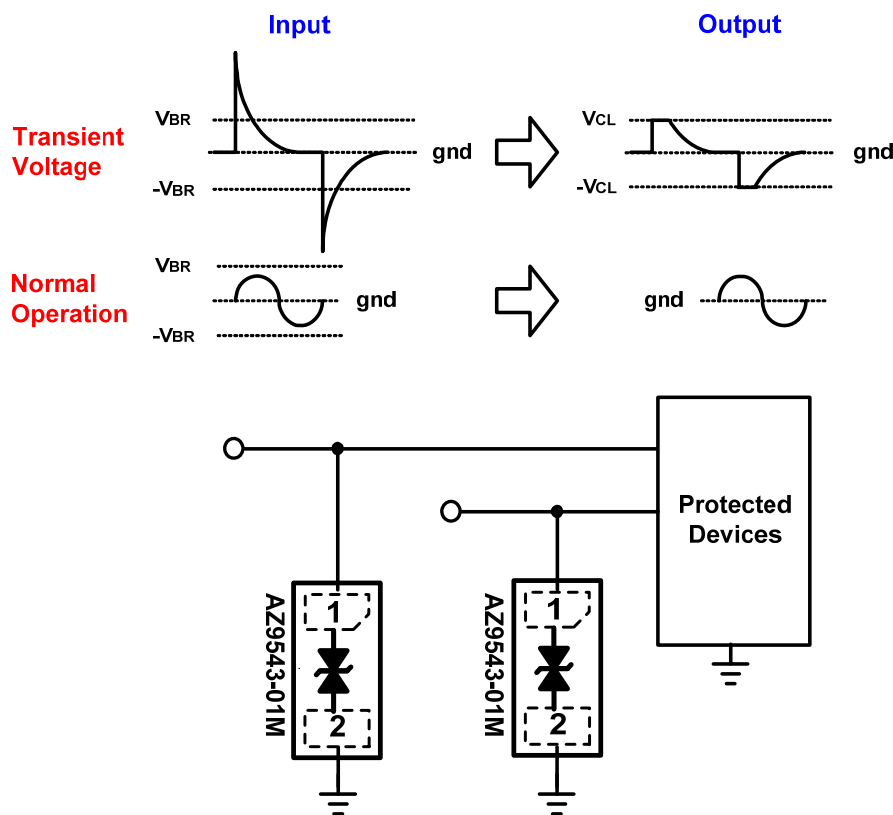 Input
Output
VBR
VCL
Transient
Voltage
gnd
gnd
-VBR
-VCL
VBR
Normal
Operation
gnd
gnd
-VBR
Protected
Devices
AZ9543-01M
1
2
AZ9543-01M
1
2